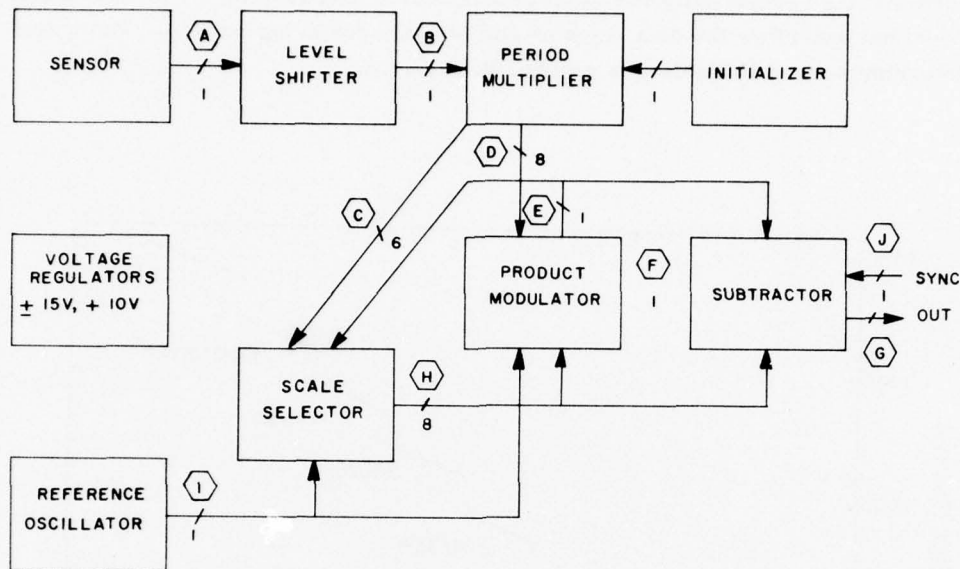 A
B
SENSOR
LEVEL
SHIFTER
PERIOD
MULTIPLIER
INITIALIZER
1
1
1
D
8
C
6
E
1
VOLTAGE
REGULATORS
± 15V, + 10V
PRODUCT
MODULATOR
F
1
SUBTRACTOR
J
1
SYNC
OUT
G
SCALE
SELECTOR
H
8
REFERENCE
OSCILLATOR
I
1